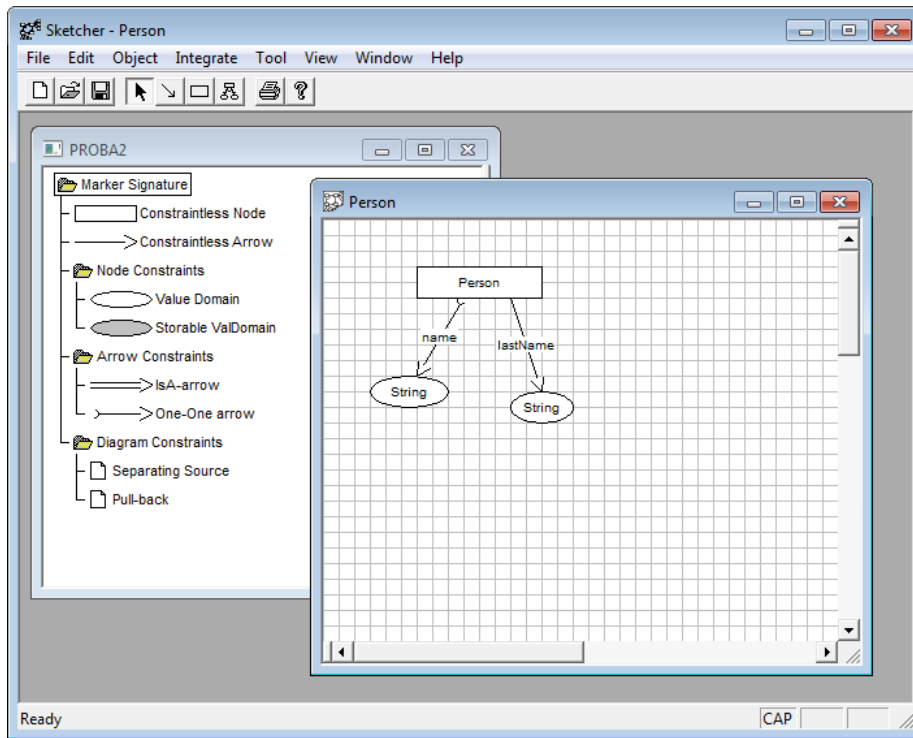 Sketcher - Person
File Edit Object Integrate Tool View Window Help
PROBA2
Marker Signature
Constraintless Node
Constraintless Arrow
Node Constraints
Value Domain
Storable ValDomain
Arrow Constraints
IsA-arrow
One-One arrow
Diagram Constraints
Separating Source
Pull-back
Person
Person
name
lastName
String
String
Ready
CAP